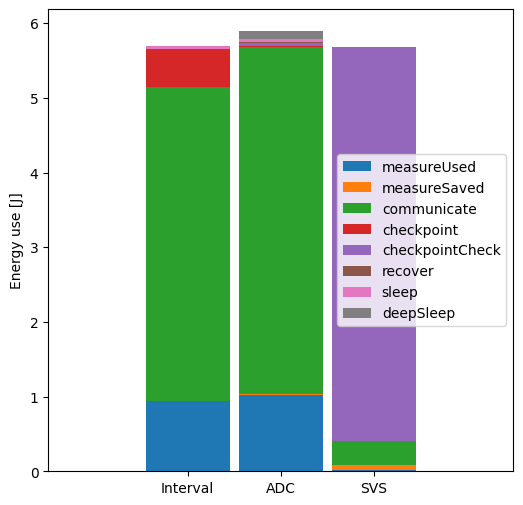 6
5
4
3
2
1
0
Energy use [J]
measureUsed
measureSaved
communicate
checkpoint
checkpointCheck
recover
sleep
deepSleep
Interval
ADC
SVS